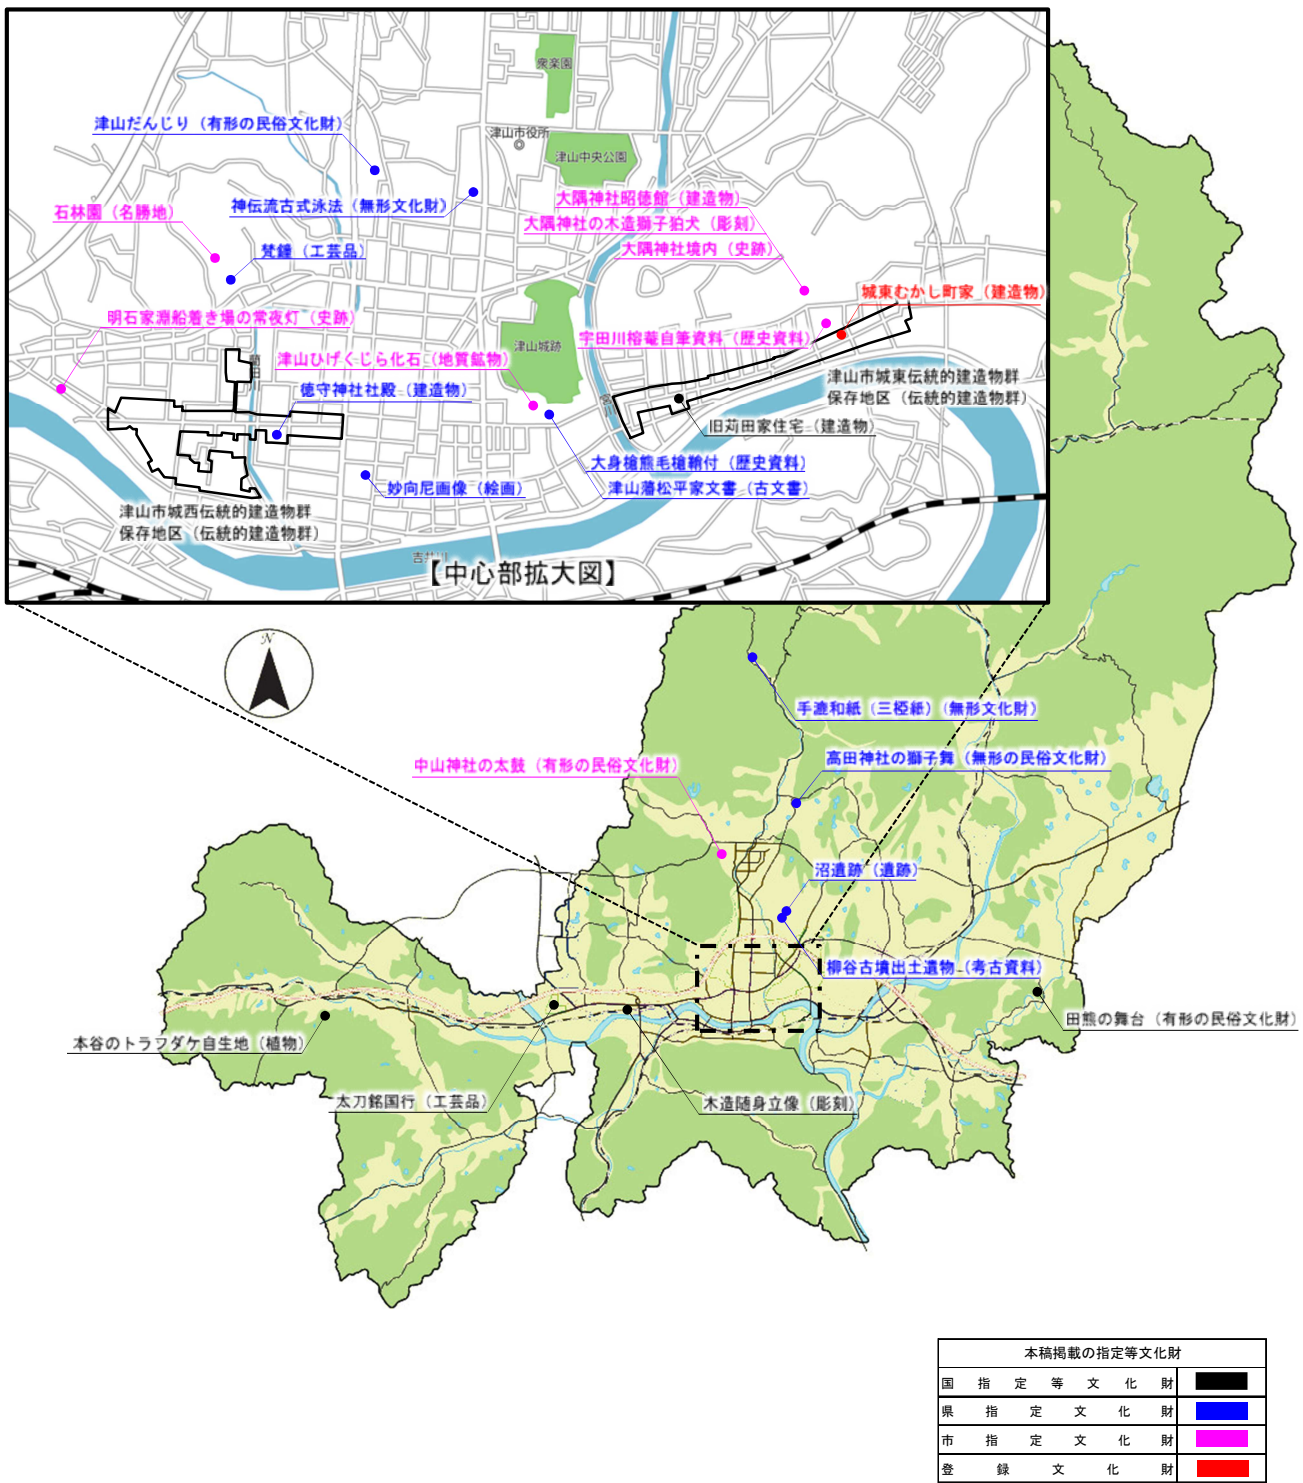 衆楽園
津山だんじり（有形の民俗文化財）
津山市役所
津山中央公園
神伝流古式泳法（無形文化財）
大隅神社昭徳館（建造物）
石林園（名勝地）
大隅神社の木造獅子狛犬（彫刻）
梵鐘（工芸品）
大隅神社境内（史跡）
城東むかし町家（建造物）
明石家淵船着き場の常夜灯（史跡）
宇田川榕菴自筆資料（歴史資料）
津山城跡
津山ひげくじら化石（地質鉱物）
藺田川
徳守神社社殿（建造物）
津山市城東伝統的建造物群
保存地区（伝統的建造物群）
宮川
旧苅田家住宅（建造物）
大身槍熊毛槍鞘付（歴史資料）
妙向尼画像（絵画）
津山藩松平家文書（古文書）
津山市城西伝統的建造物群
保存地区（伝統的建造物群）
吉井川
【中心部拡大図】
N
手漉和紙（三椏紙）（無形文化財）
高田神社の獅子舞（無形の民俗文化財）
中山神社の太鼓（有形の民俗文化財）
沼遺跡（遺跡）
柳谷古墳出土遺物（考古資料）
田熊の舞台（有形の民俗文化財）
本谷のトラフダケ自生地（植物）
太刀銘国行（工芸品）
木造随身立像（彫刻）
本稿掲載の指定等文化財
国指定等文化財
県指定文化財
市指定文化財
登録文化財